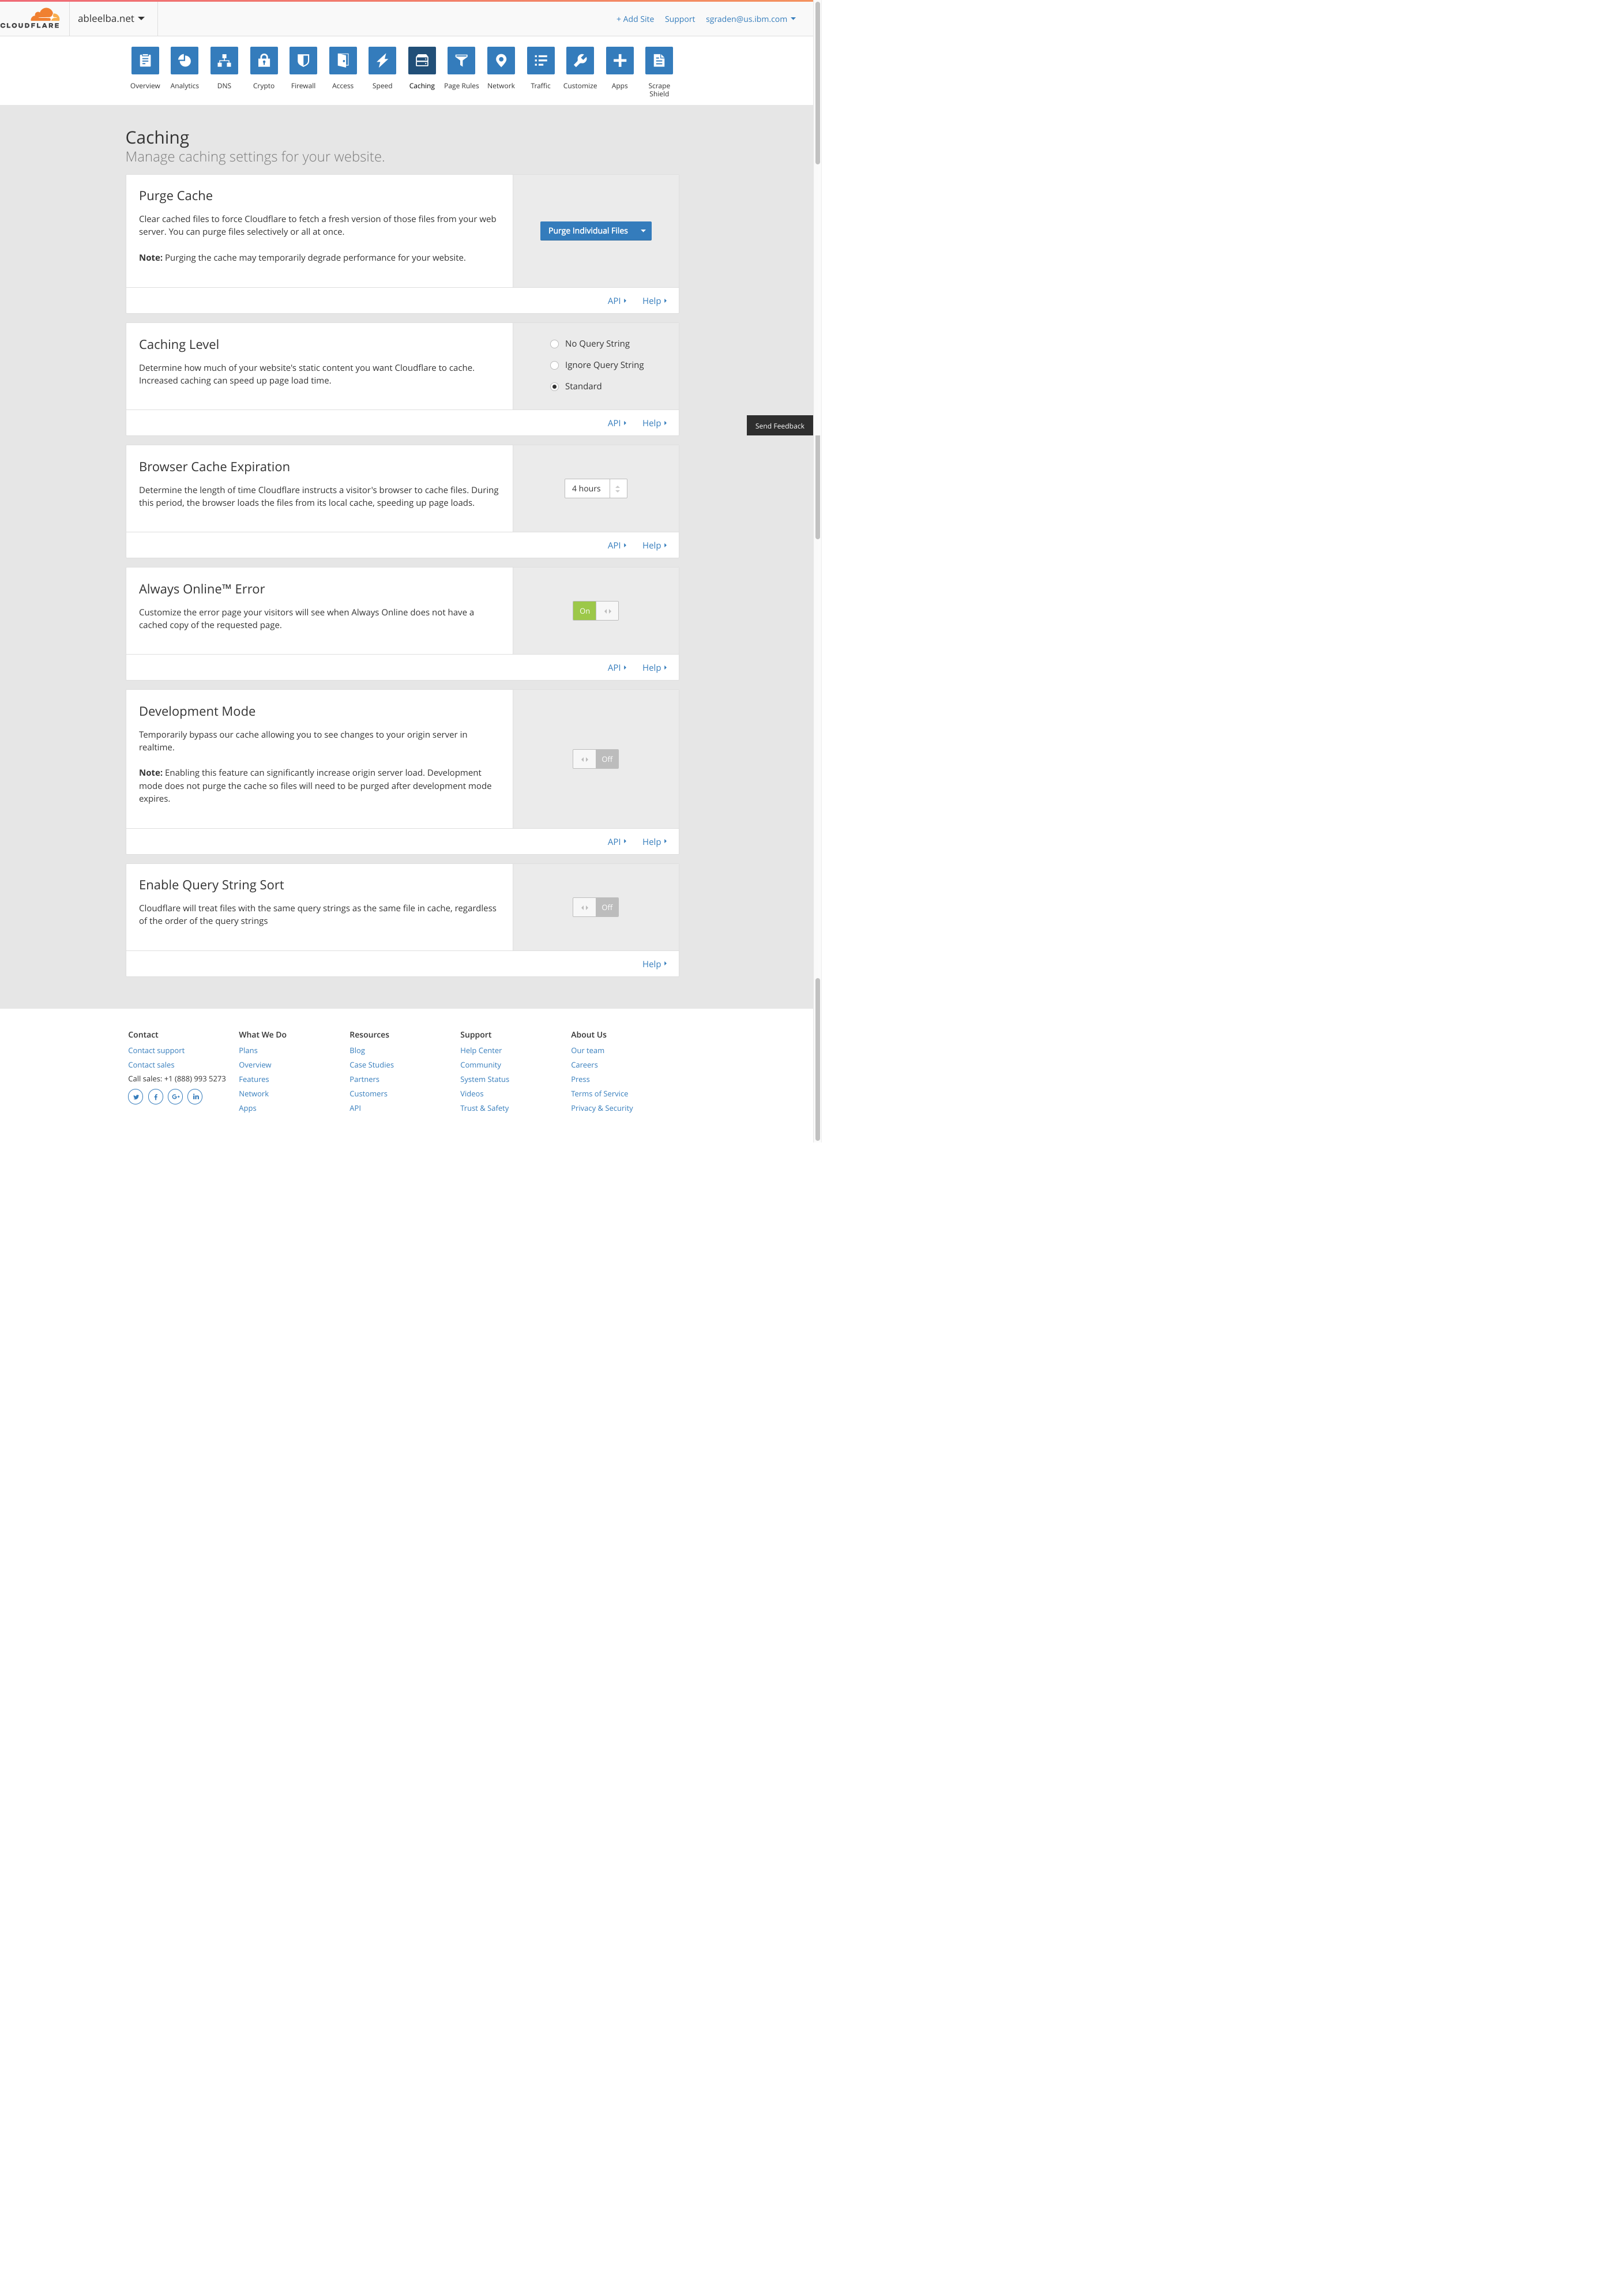 CLOUDFLARE
ableelba.net
+ Add Site Support sgraden@us.ibm.com
Overview Analytics DNS Crypto Firewall Access Speed Caching Page Rules Network Traffic Customize Apps Scrape
Shield
Caching
Manage caching settings for your website.
Purge Cache
Clear cached files to force Cloudflare to fetch a fresh version of those files from your web
server. You can purge files selectively or all at once.
Note: Purging the cache may temporarily degrade performance for your website.
Purge Individual Files
API Help
Caching Level
Determine how much of your website's static content you want Cloudflare to cache.
Increased caching can speed up page load time.
No Query String
Ignore Query String
Standard
API Help
Send Feedback
Browser Cache Expiration
Determine the length of time Cloudflare instructs a visitor's browser to cache files. During
this period, the browser loads the files from its local cache, speeding up page loads.
4 hours
API Help
Always Online™ Error
Customize the error page your visitors will see when Always Online does not have a
cached copy of the requested page.
On
API Help
Development Mode
Temporarily bypass our cache allowing you to see changes to your origin server in
realtime.
Note: Enabling this feature can significantly increase origin server load. Development
mode does not purge the cache so files will need to be purged after development mode
expires.
Off
API Help
Enable Query String Sort
Cloudflare will treat files with the same query strings as the same file in cache, regardless
of the order of the query strings
Off
Help
Contact
Contact support
Contact sales
Call sales: +1 (888) 993 5273
What We Do
Plans
Overview
Features
Network
Apps
Resources
Blog
Case Studies
Partners
Customers
API
Support
Help Center
Community
System Status
Videos
Trust & Safety
About Us
Our team
Careers
Press
Terms of Service
Privacy & Security